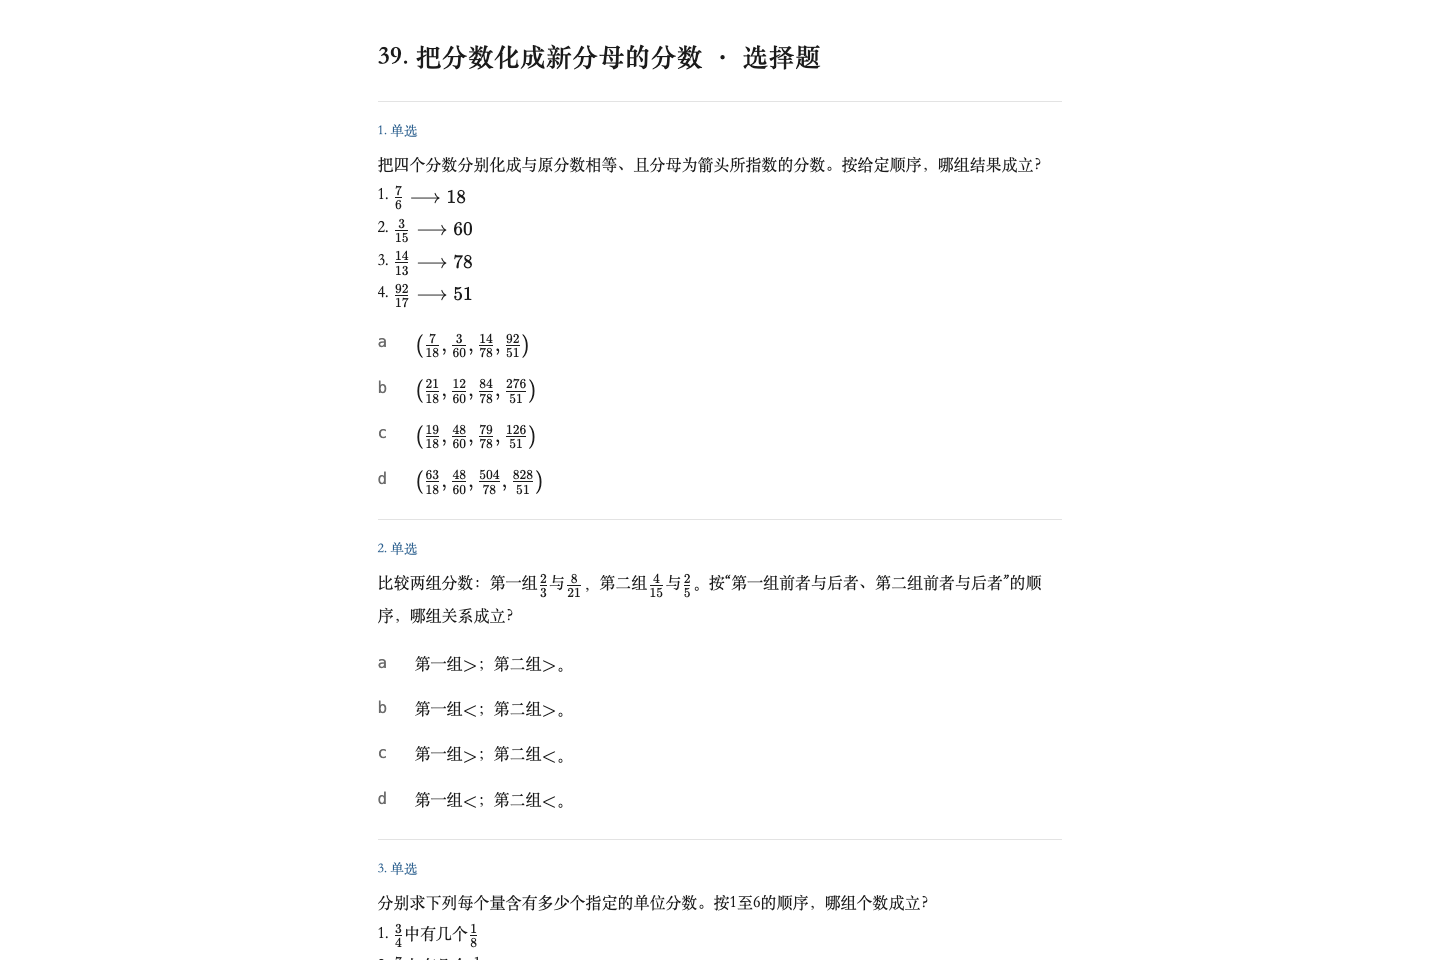 39. 把分数化成新分母的分数 · 选择题
1. 单选
把四个分数分别化成与原分数相等、且分母为箭头所指数的分数。按给定顺序，哪组结果成立?
1. 7/6 ⟶ 18
2. 3/15 ⟶ 60
3. 14/13 ⟶ 78
4. 92/17 ⟶ 51
a (7/18, 3/60, 14/78, 92/51)
b (21/18, 12/60, 84/78, 276/51)
c (19/18, 48/60, 79/78, 126/51)
d (63/18, 48/60, 504/78, 828/51)
2. 单选
比较两组分数：第一组2/3与8/21，第二组4/15与2/5。按“第一组前者与后者、第二组前者与后者”的顺
序，哪组关系成立?
a 第一组>；第二组>。
b 第一组<；第二组>。
c 第一组>；第二组<。
d 第一组<；第二组<。
3. 单选
分别求下列每个量含有多少个指定的单位分数。按1至6的顺序，哪组个数成立?
1. 3/4中有几个1/8